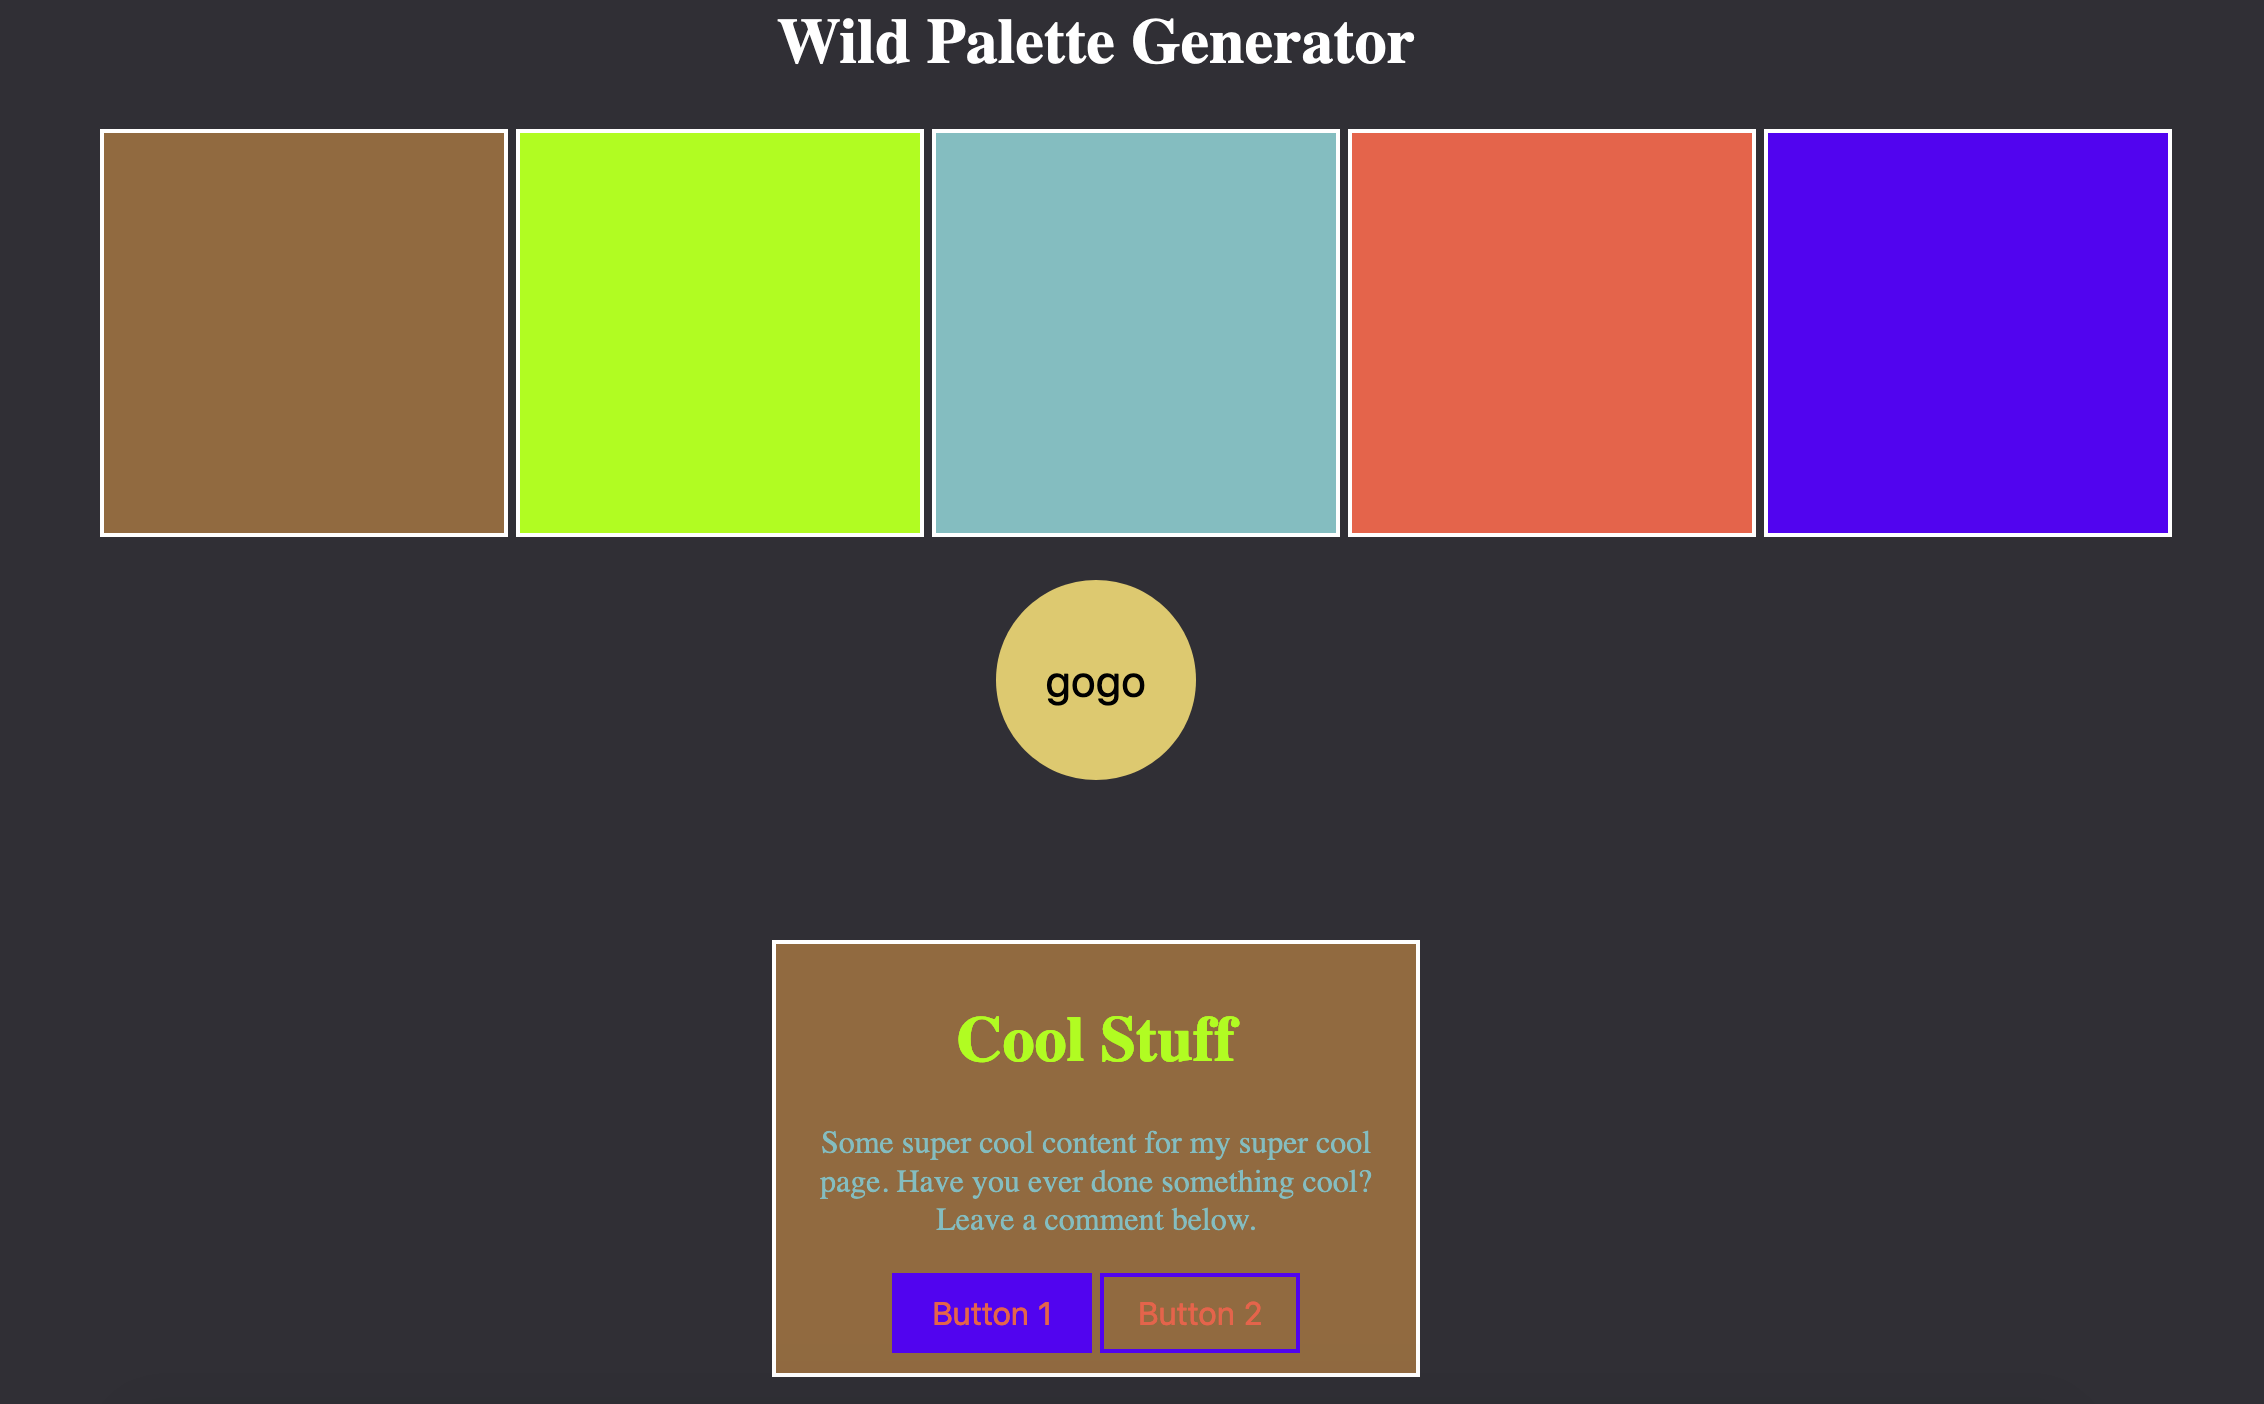 Wild Palette Generator
gogo
Cool Stuff
Some super cool content for my super cool
page. Have you ever done something cool?
Leave a comment below.
Button 1
Button 2